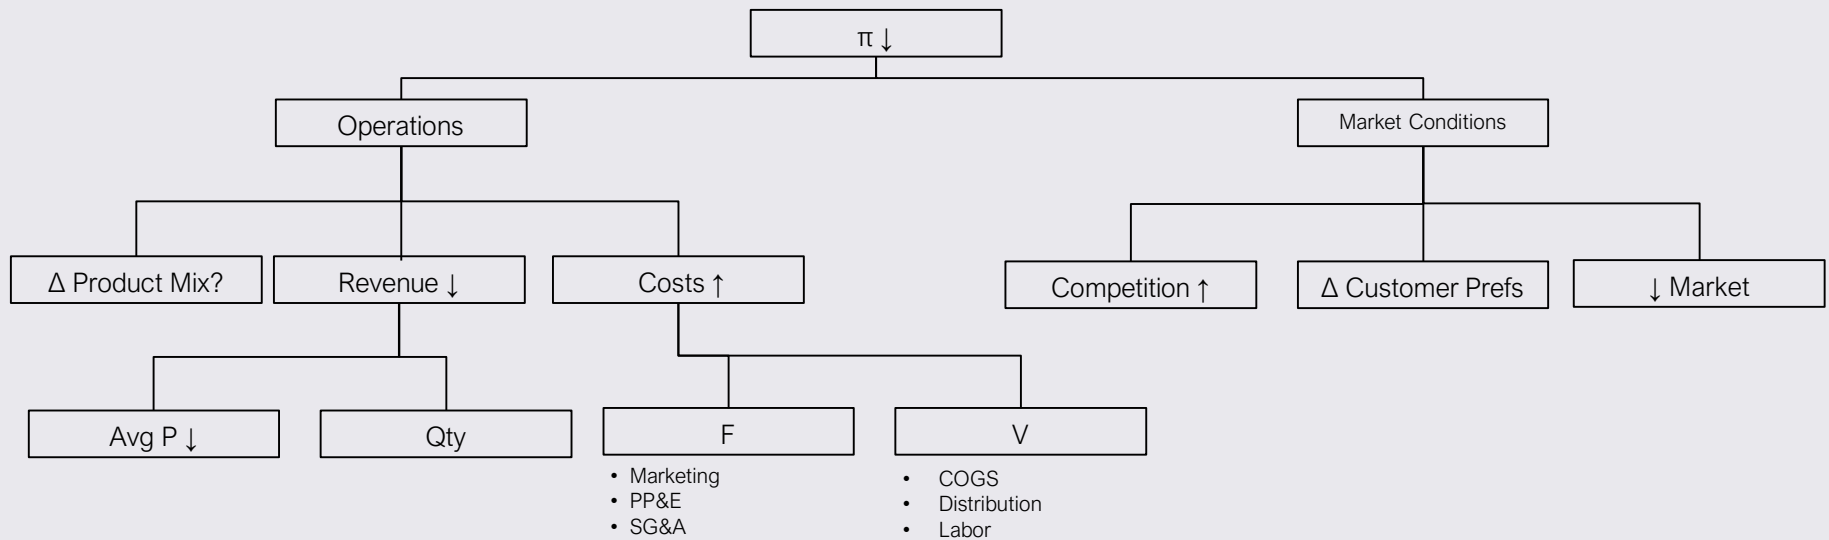 π ↓
Operations
Market Conditions
Δ Product Mix?
Revenue ↓
Costs ↑
Competition ↑
Δ Customer Prefs
↓ Market
Avg P ↓
Qty
F
V
• Marketing
• PP&E
• SG&A
• COGS
• Distribution
• Labor